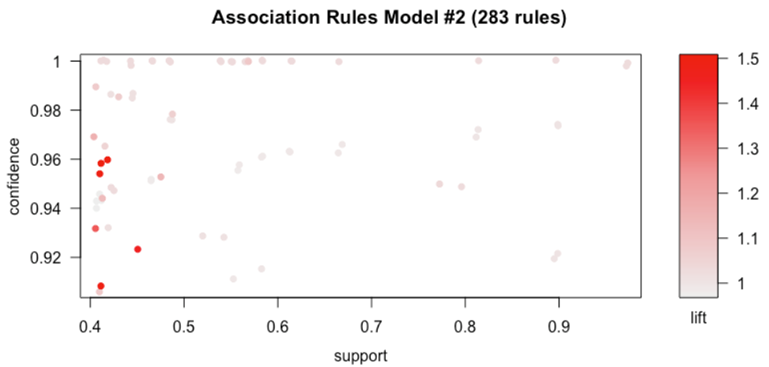 Association Rules Model #2 (283 rules)
1
0.98
0.96
0.94
0.92
confidence
0.4 0.5 0.6 0.7 0.8 0.9
support
1.5
1.4
1.3
1.2
1.1
1
lift